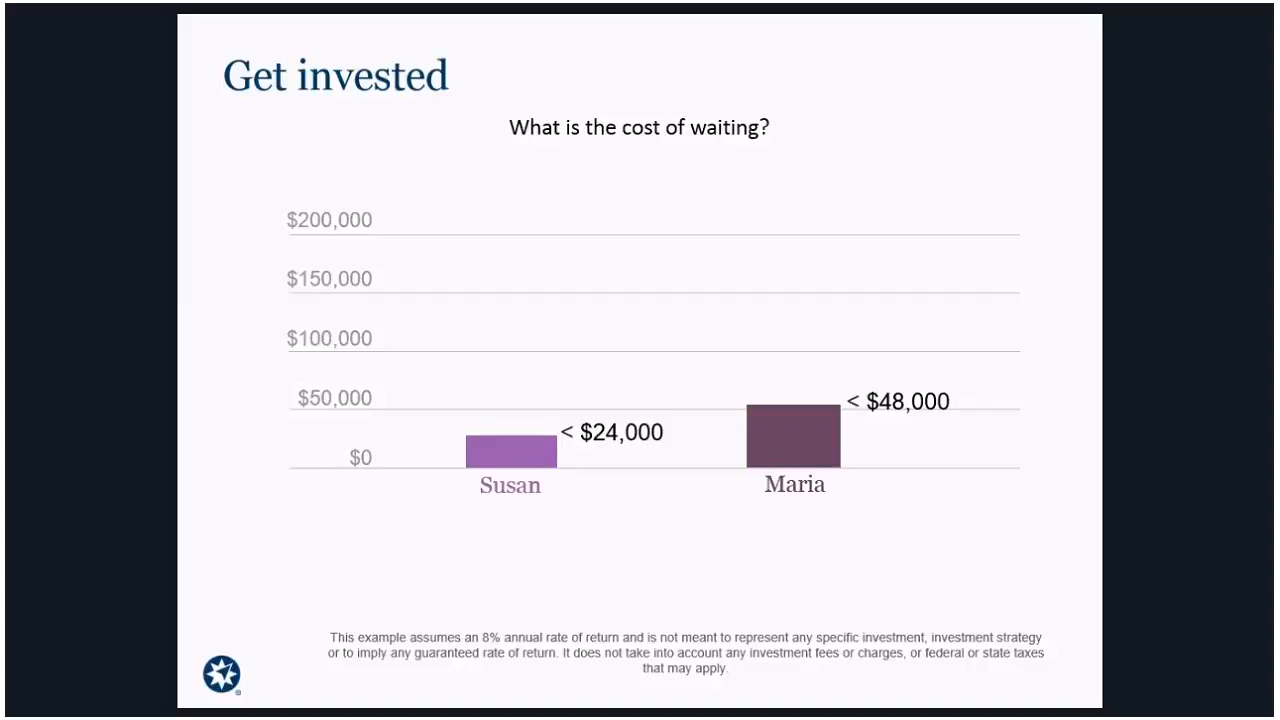 Get invested
What is the cost of waiting?
$200,000
$150,000
$100,000
$50,000
< $48,000
< $24,000
$0
Susan
Maria
This example assumes an 8% annual rate of return and is not meant to represent any specific investment, investment strategy
or to imply any guaranteed rate of return. It does not take into account any investment fees or charges, or federal or state taxes
that may apply.
®